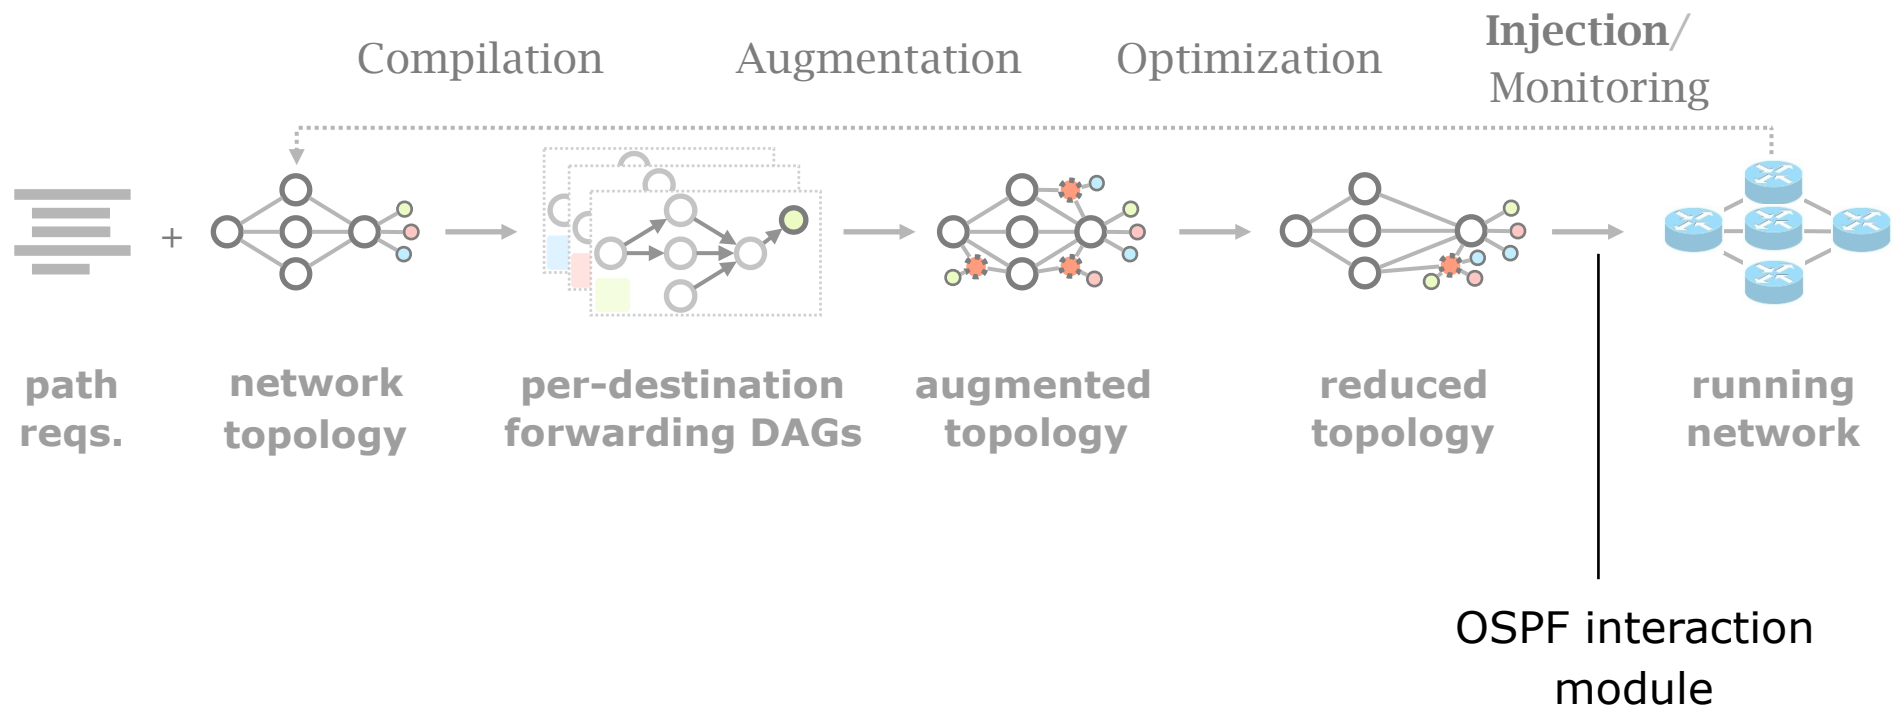 Compilation
Augmentation
Optimization
Injection/
Monitoring
+
path
reqs.
network
topology
per-destination
forwarding DAGs
augmented
topology
reduced
topology
running
network
OSPF interaction
module